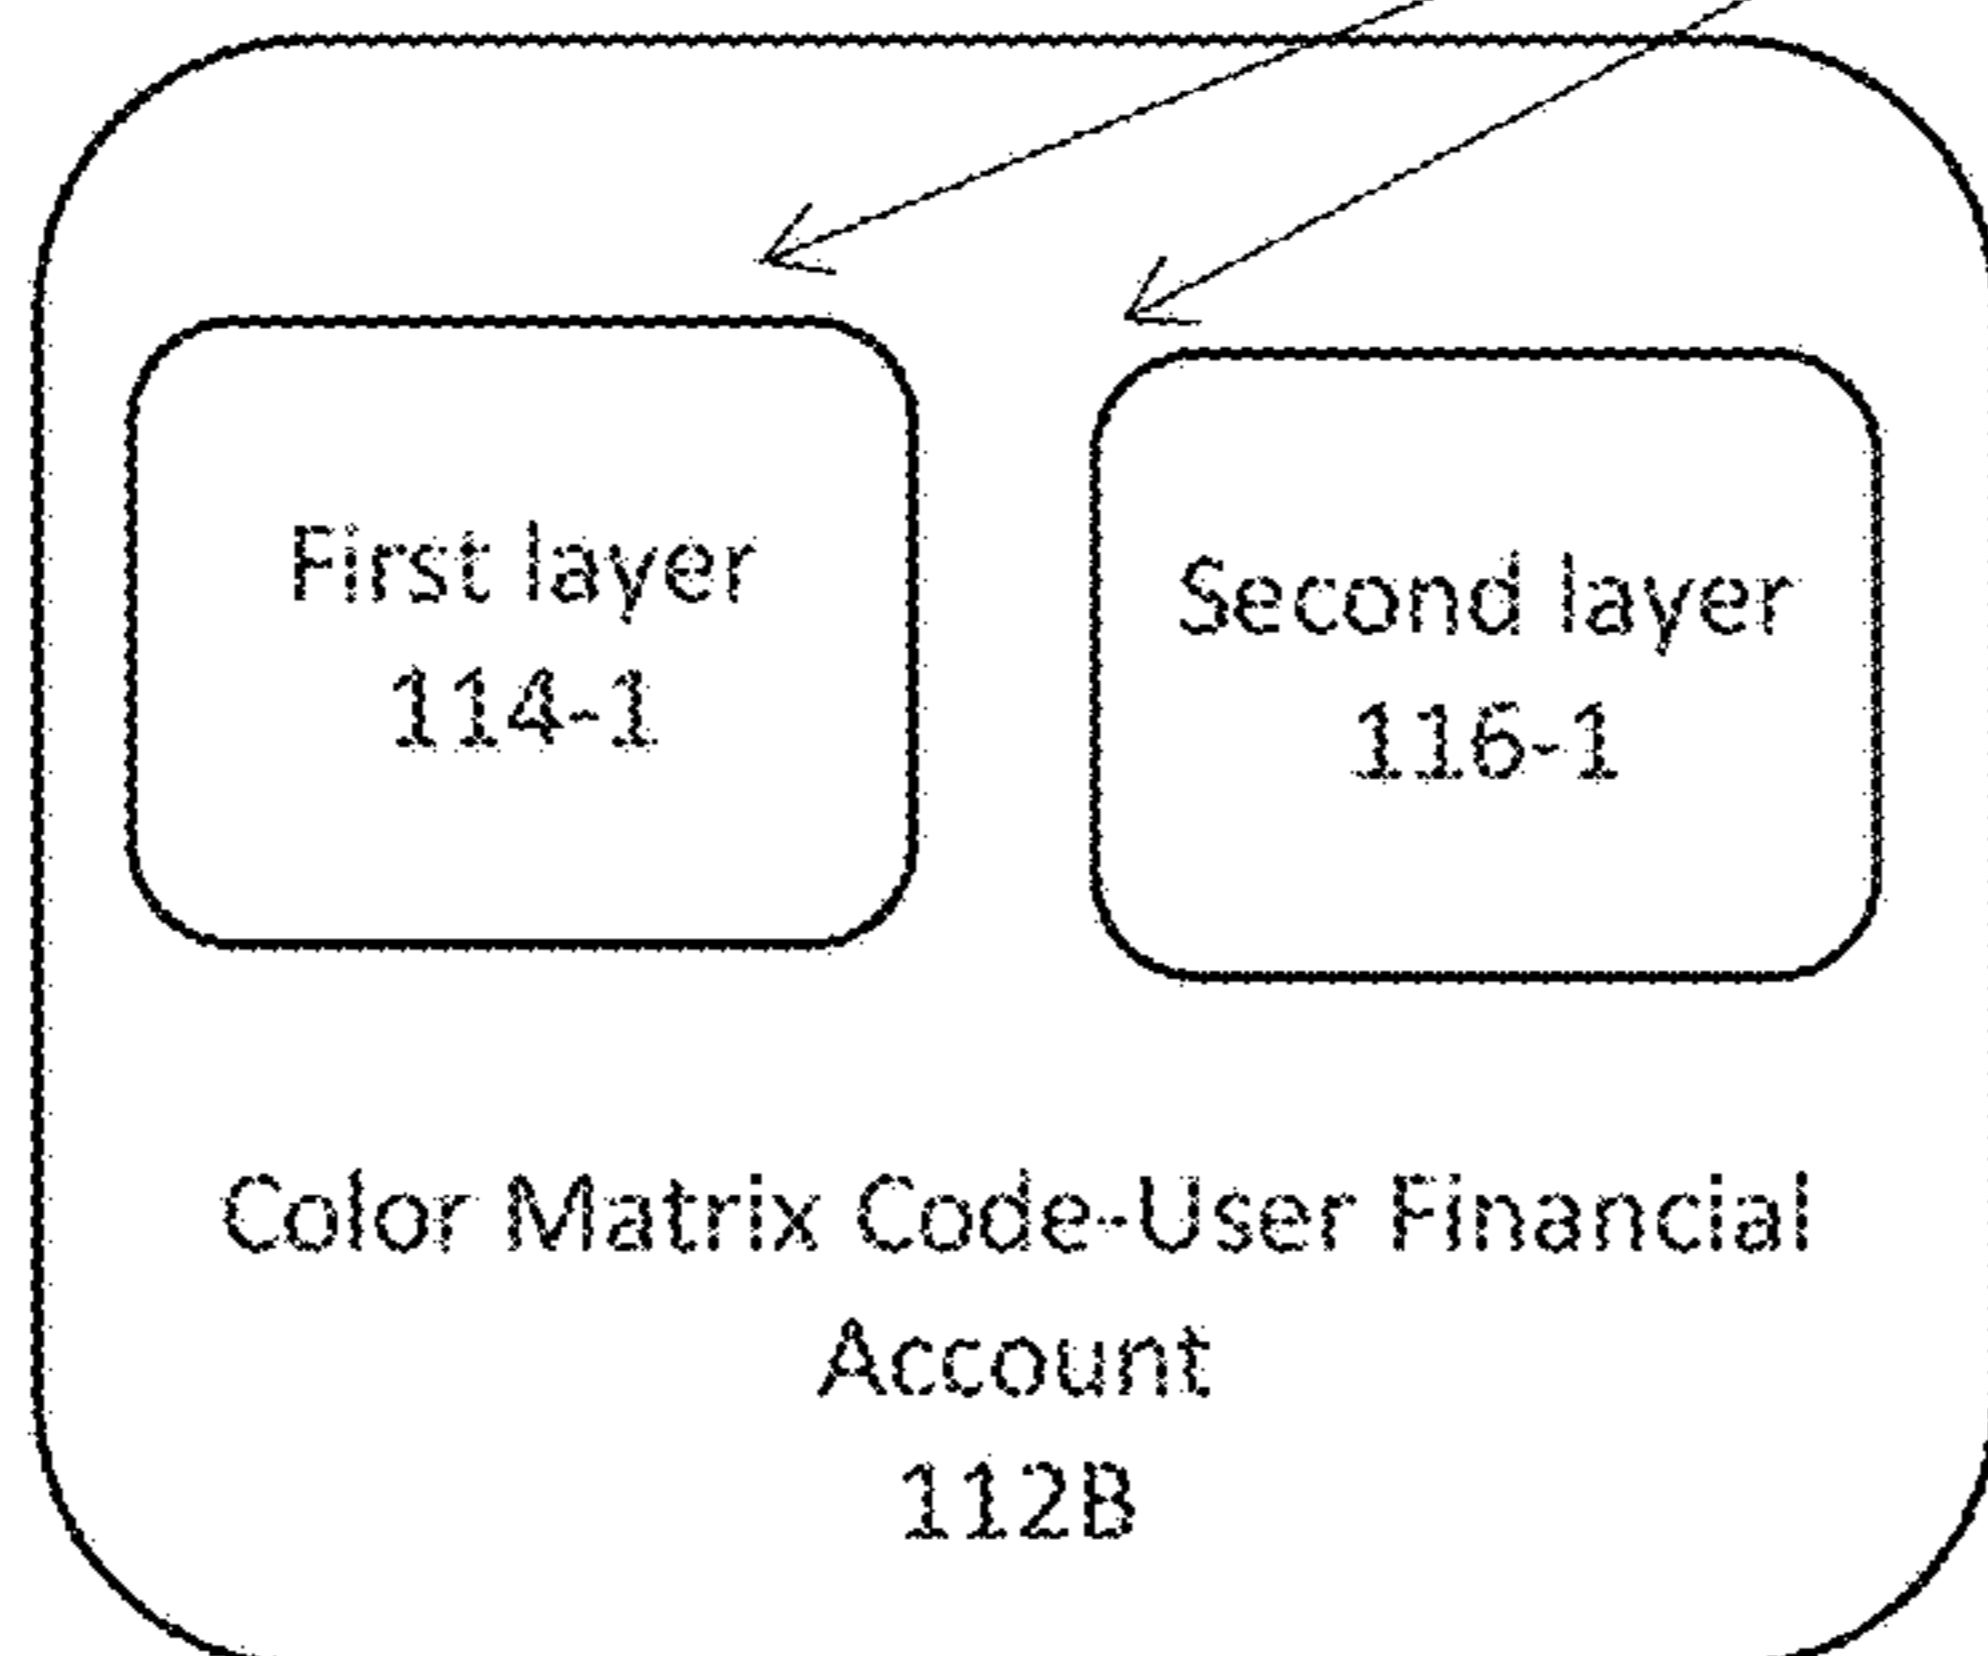 First layer
114-1
Second layer
116-1
Color Matrix Code-User Financial
Account
112B